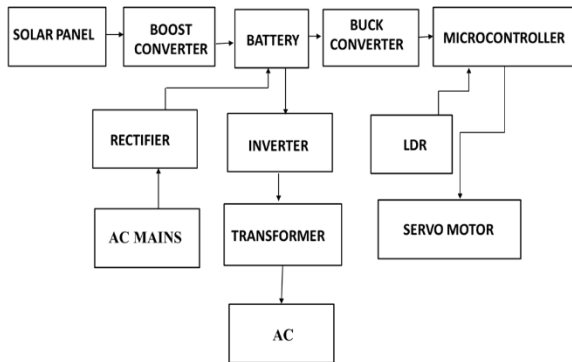 SOLAR PANEL
BOOST
CONVERTER
BATTERY
BUCK
CONVERTER
MICROCONTROLLER
RECTIFIER
INVERTER
LDR
AC MAINS
TRANSFORMER
SERVO MOTOR
AC